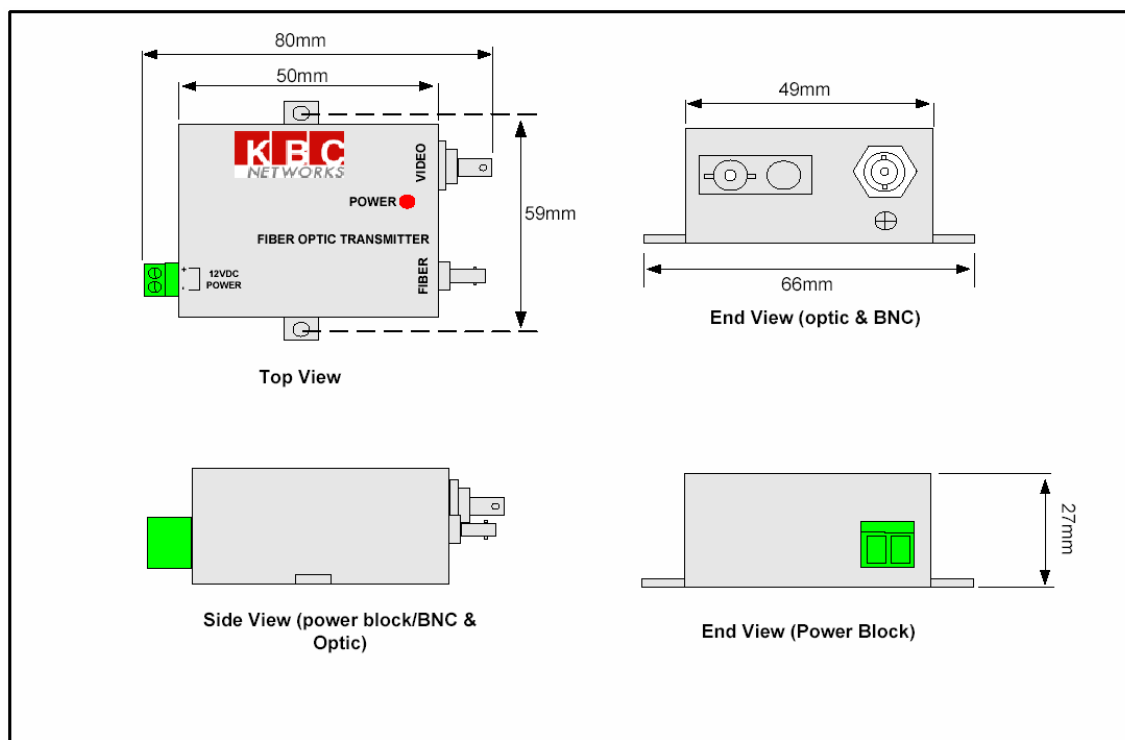 80mm
50mm
KBC
NETWORKS
VIDEO
POWER
FIBER OPTIC TRANSMITTER
FIBER
+
-
12VDC
POWER
59mm
Top View
49mm
66mm
End View (optic & BNC)
Side View (power block/BNC &
Optic)
27mm
End View (Power Block)